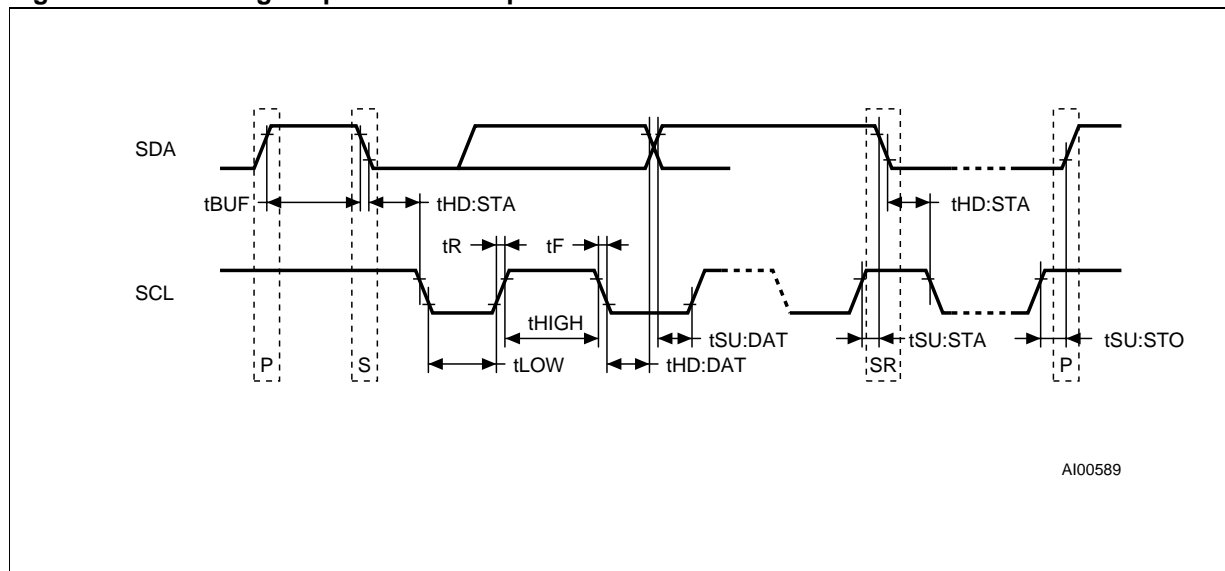 SDA
tBUF
tHD:STA
tHD:STA
tR
tF
SCL
tHIGH
tSU:DAT
tSU:STA
tSU:STO
P
S
tLOW
tHD:DAT
SR
P
AI00589